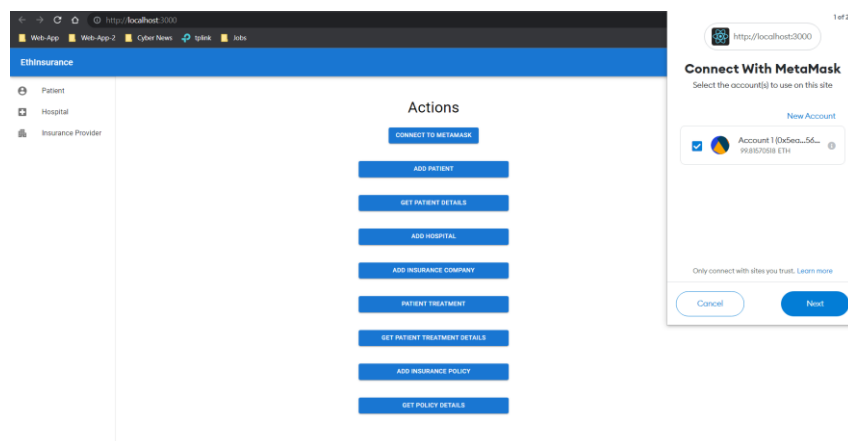 http://localhost:3000
Web-App
Web-App-2
Cyber News
tplink
Jobs
EthInsurance
Patient
Hospital
Insurance Provider
Actions
CONNECT TO METAMASK
ADD PATIENT
GET PATIENT DETAILS
ADD HOSPITAL
ADD INSURANCE COMPANY
PATIENT TREATMENT
GET PATIENT TREATMENT DETAILS
ADD INSURANCE POLICY
GET POLICY DETAILS
1 of 2
http://localhost:3000
Connect With MetaMask
Select the account(s) to use on this site
New Account
Account 1 (0x5ea...56...
99.81570518 ETH
Only connect with sites you trust. Learn more
Cancel
Next